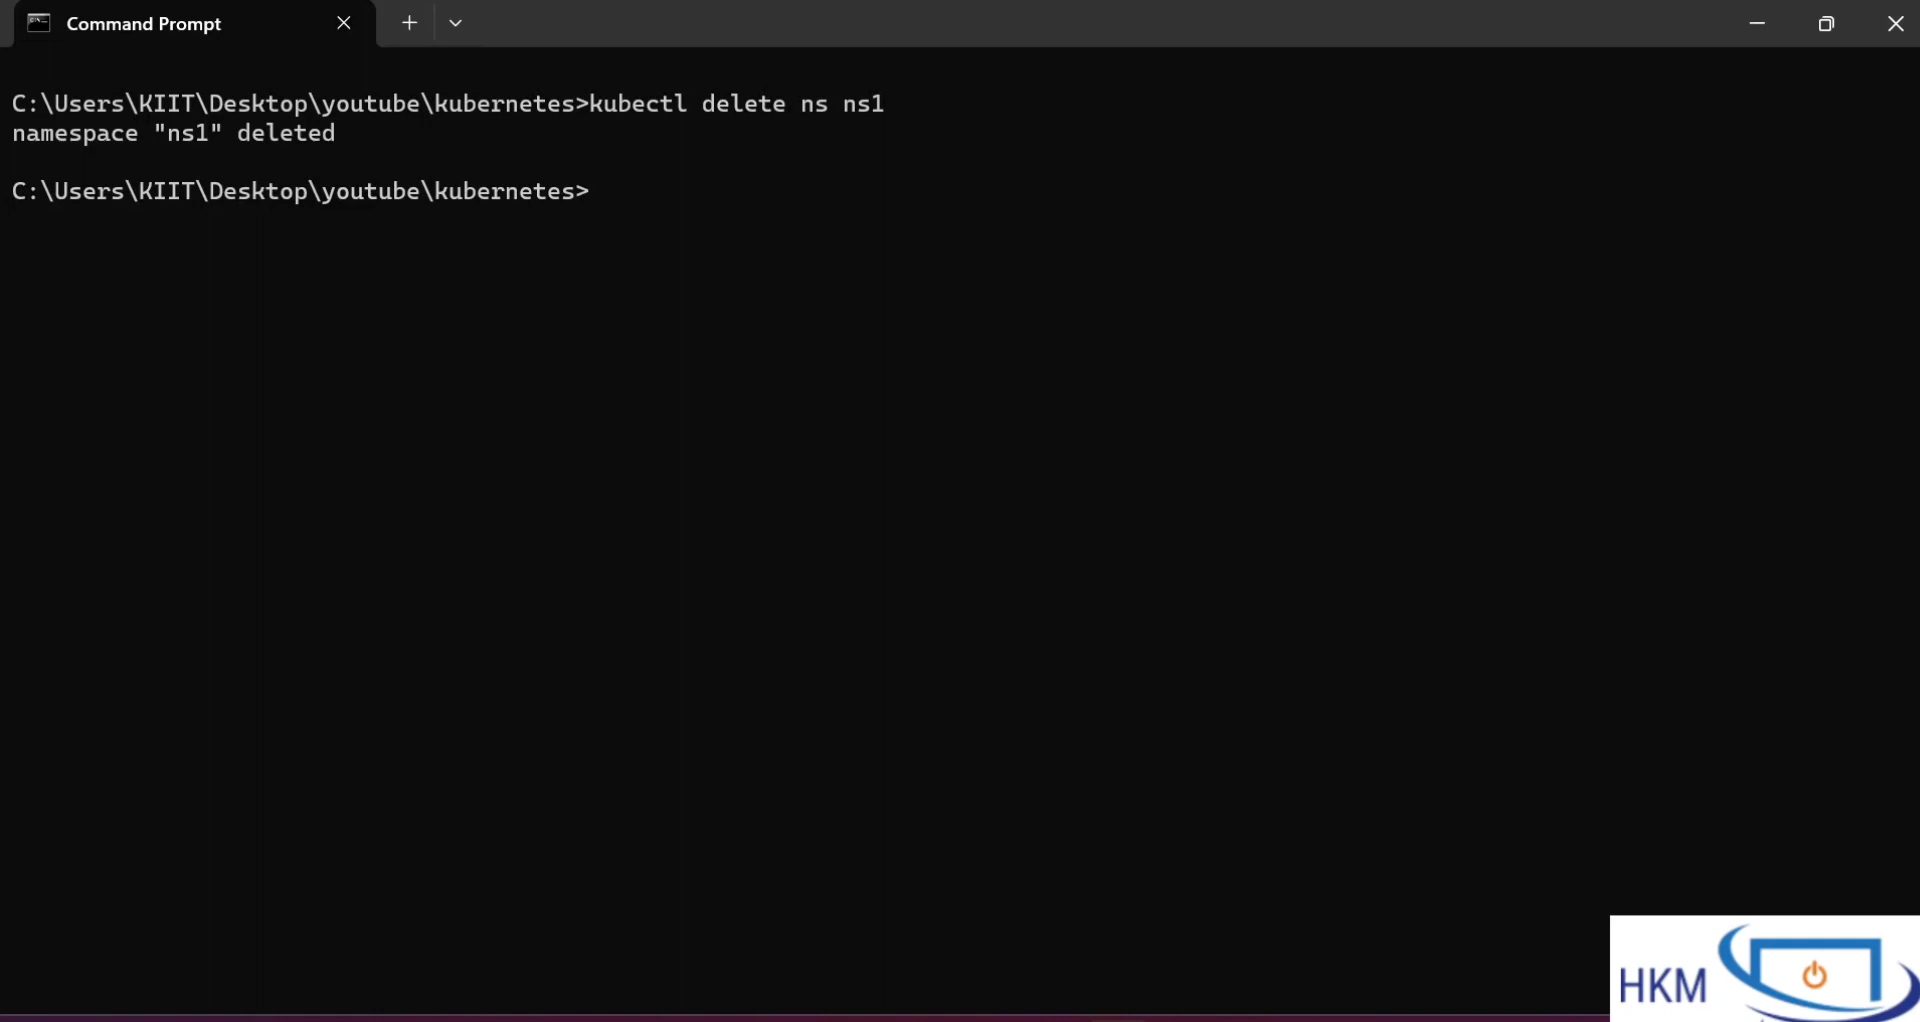 Command Prompt
C:\Users\KIIT\Desktop\youtube\kubernetes>kubectl delete ns ns1
namespace "ns1" deleted
C:\Users\KIIT\Desktop\youtube\kubernetes>
HKM